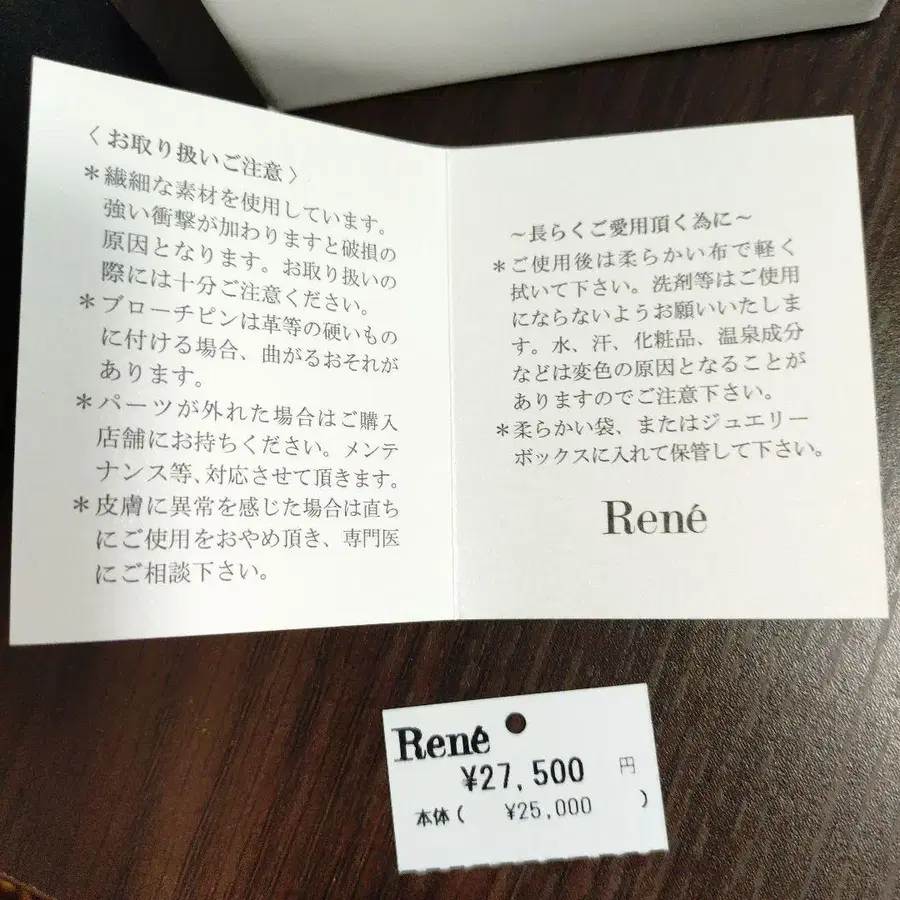 〈お取り扱いご注意〉
＊繊細な素材を使用しています。
強い衝撃が加わりますと破損の
原因となります。お取り扱いの
際には十分ご注意ください。
＊ブローチピンは革等の硬いもの
に付ける場合、曲がるおそれが
あります。
＊パーツが外れた場合はご購入
店舗にお持ちください。メンテ
ナンス等、対応させて頂きます。
＊皮膚に異常を感じた場合は直ち
にご使用をおやめ頂き、専門医
にご相談下さい。
～長らくご愛用頂く為に～
＊ご使用後は柔らかい布で軽く
拭いて下さい。洗剤等はご使用
にならないようお願いいたしま
す。水、汗、化粧品、温泉成分
などは変色の原因となることが
ありますのでご注意下さい。
＊柔らかい袋、またはジュエリー
ボックスに入れて保管して下さい。
René
René
¥27,500 円
本体( ¥25,000 )